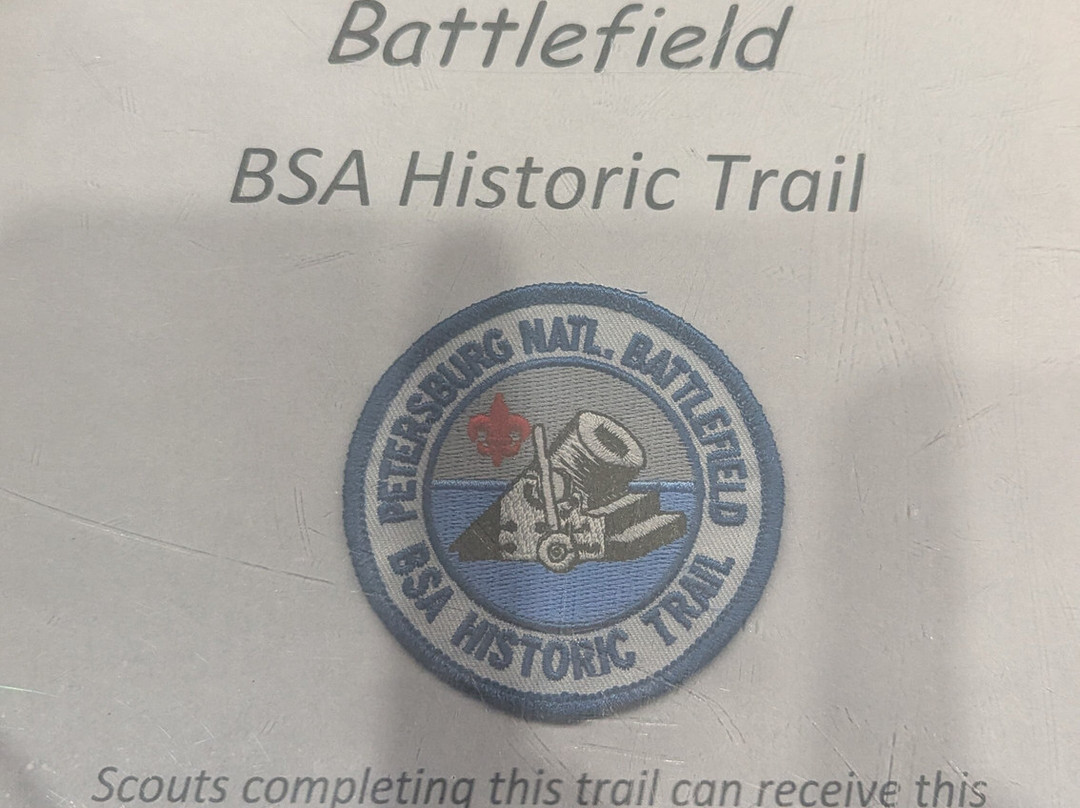 Battlefield
BSA Historic Trail
PETERSBURG NATL. BATTLEFIELD
BSA HISTORIC TRAIL
Scouts completing this trail can receive this